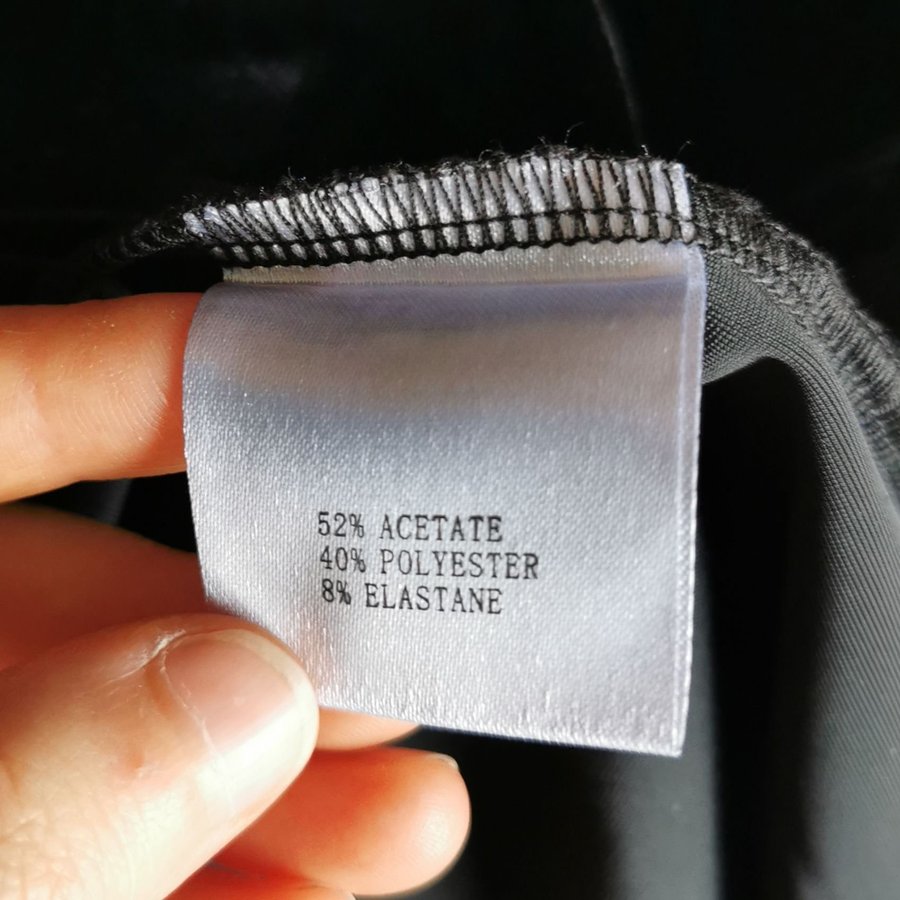 52% ACETATE
40% POLYESTER
8% ELASTANE